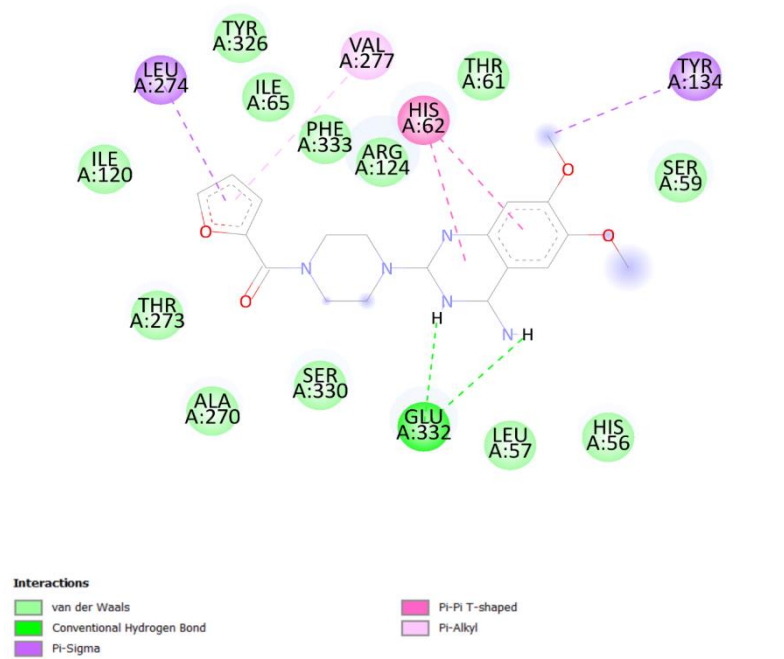 TYR
A:326
VAL
A:277
LEU
A:274
THR
A:61
TYR
A:134
ILE
A:65
HIS
A:62
PHE
A:333
ARG
A:124
ILE
A:120
SER
A:59
O
O
N
O
O
N
N
N
H
N
H
THR
A:273
SER
A:330
ALA
A:270
GLU
A:332
LEU
A:57
HIS
A:56
Interactions
van der Waals
Conventional Hydrogen Bond
Pi-Sigma
Pi-Pi T-shaped
Pi-Alkyl